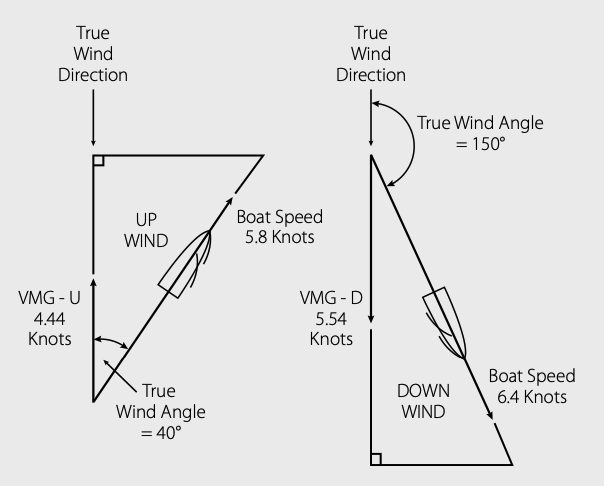 True
Wind
Direction
UP
WIND
Boat Speed
5.8 Knots
VMG - U
4.44
Knots
True
Wind Angle
= 40°
True
Wind
Direction
True Wind Angle
= 150°
VMG - D
5.54
Knots
Boat Speed
6.4 Knots
DOWN
WIND